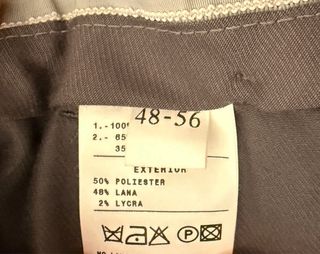 48-56
1.-100%
2.- 65
35
EXTERIOR
50% POLIESTER
48% LANA
2% LYCRA